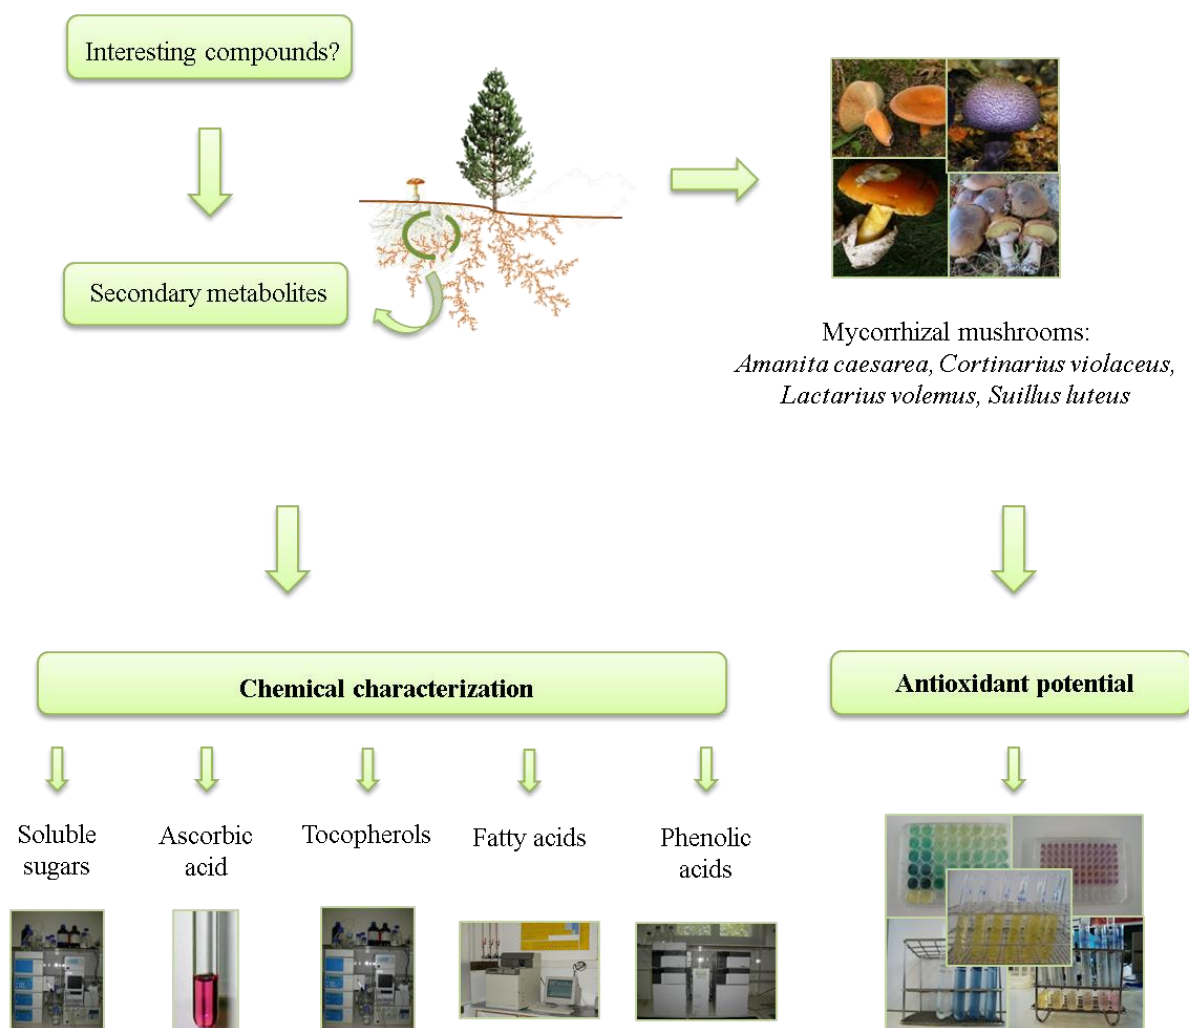 Interesting compounds?
Secondary metabolites
Mycorrhizal mushrooms:
Amanita caesarea, Cortinarius violaceus,
Lactarius volemus, Suillus luteus
Chemical characterization
Antioxidant potential
Soluble
sugars
Ascorbic
acid
Tocopherols
Fatty acids
Phenolic
acids